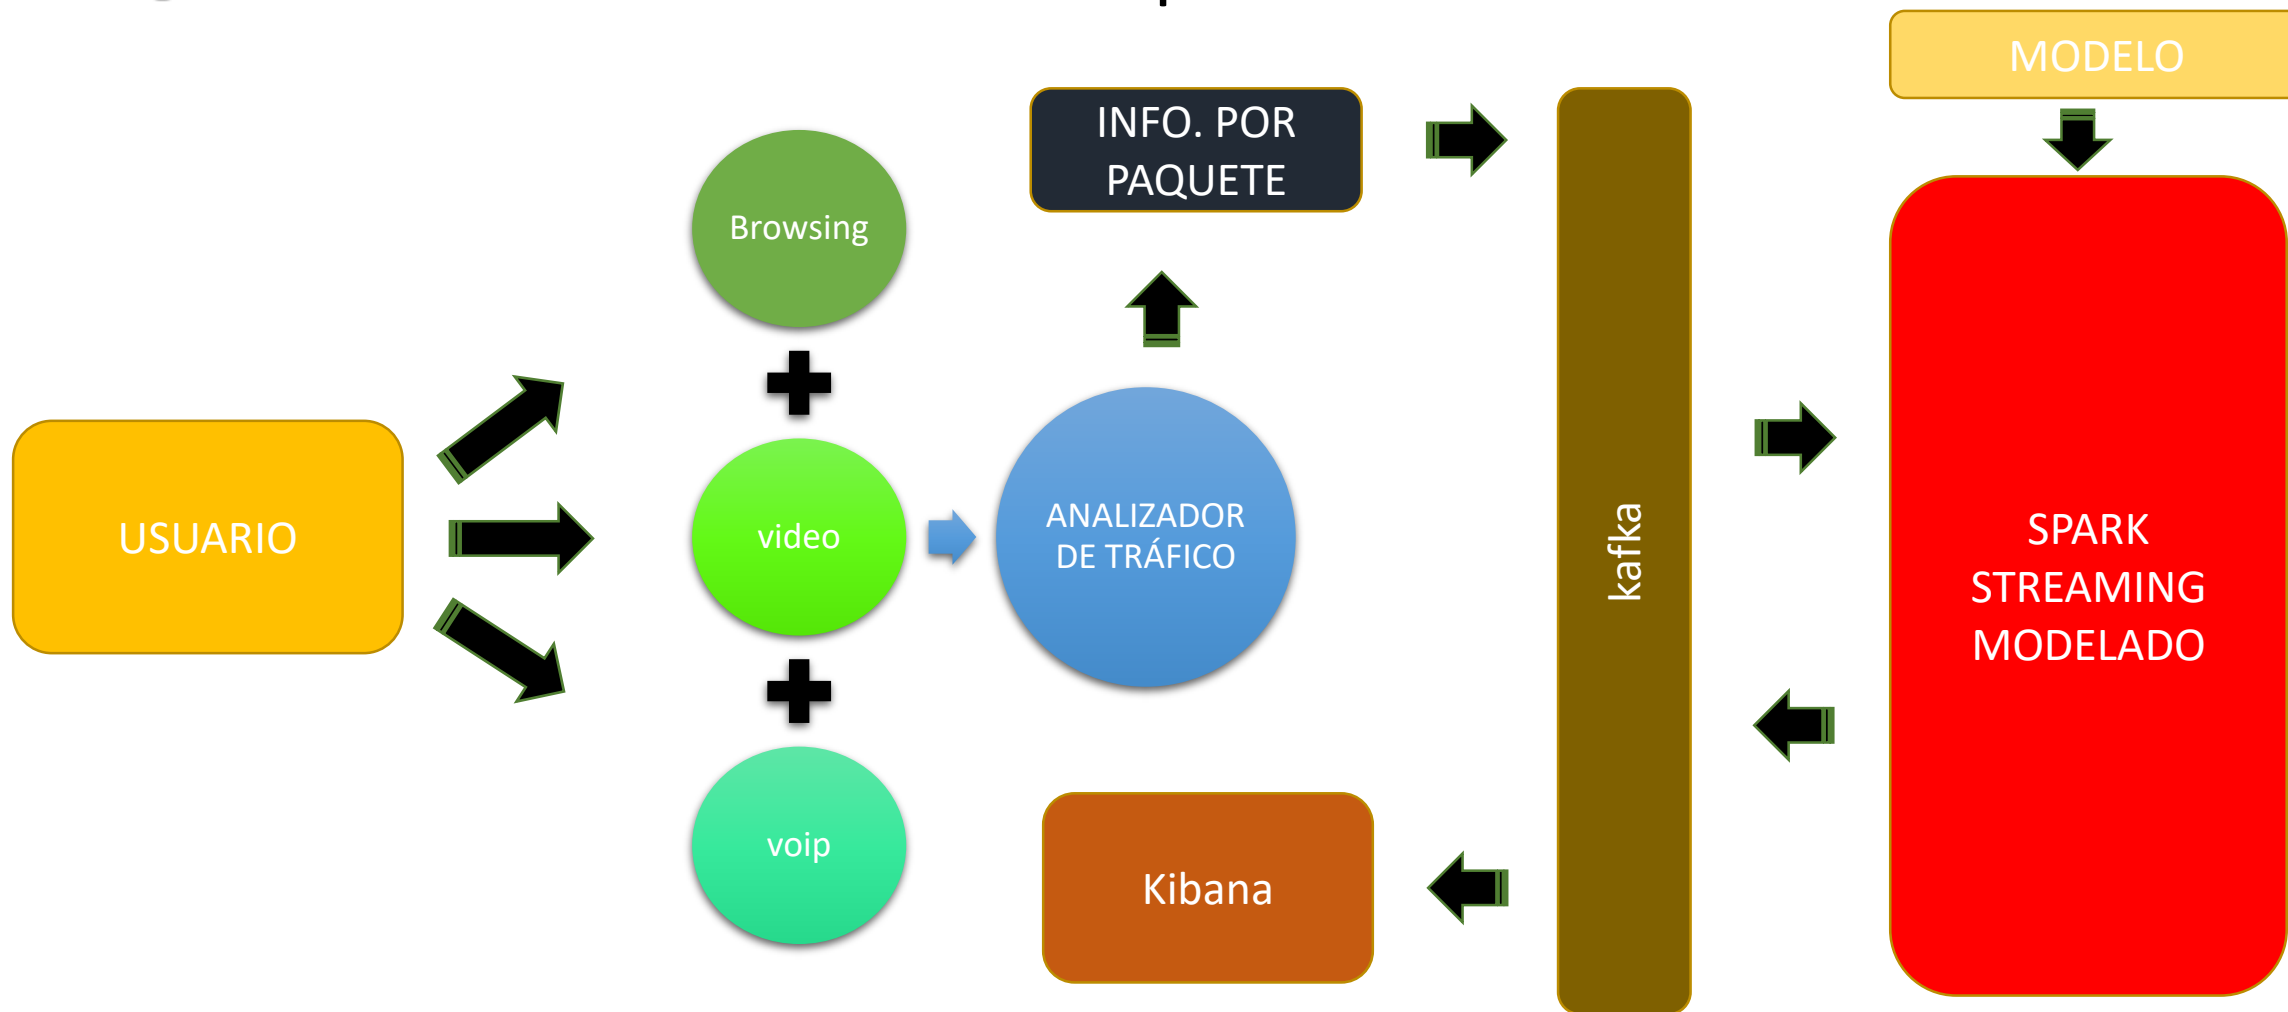 MODELO
INFO. POR
PAQUETE
Browsing
USUARIO
video
ANALIZADOR
DE TRÁFICO
kafka
SPARK
STREAMING
MODELADO
voip
Kibana